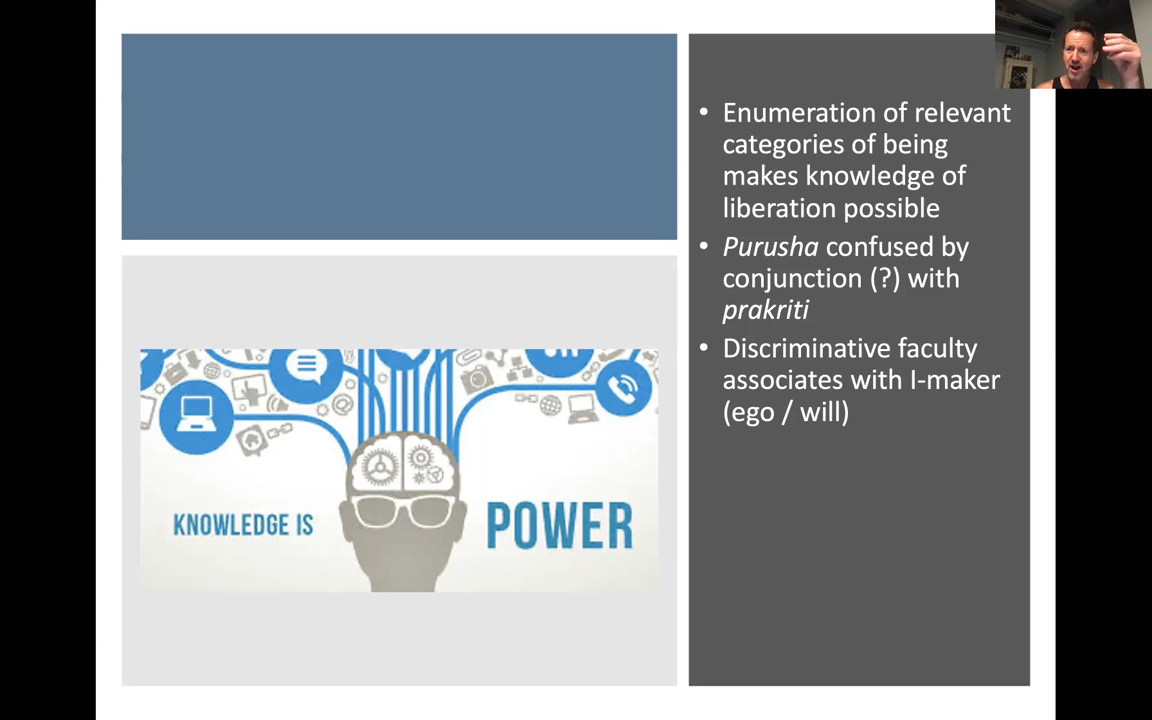 • Enumeration of relevant
categories of being
makes knowledge of
liberation possible
• Purusha confused by
conjunction (?) with
prakriti
• Discriminative faculty
associates with I-maker
(ego / will)
KNOWLEDGE IS
POWER